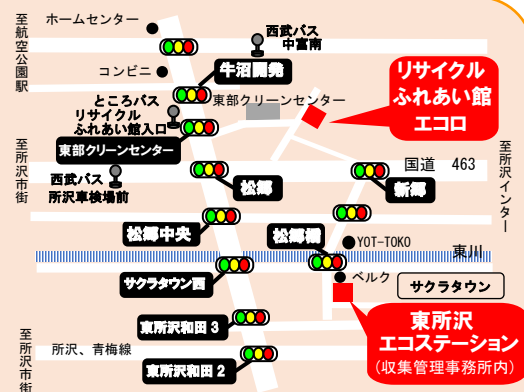 至航空公園駅
ホームセンター
西武バス
中富南
コンビニ
牛沼開発
リサイクル
ふれあい館
エコロ
ところバス
リサイクル
ふれあい館入口
東部クリーンセンター
東部クリーンセンター
至所沢市街
西武バス
所沢車検場前
松郷
国道 463
新郷
至所沢インター
松郷中央
松郷橋
YOT-TOKO
東川
サクラタウン西
ベルク
サクラタウン
東所沢和田 3
東所沢
エコステーション
(収集管理事務所内)
至所沢市街
所沢、青梅線
東所沢和田 2